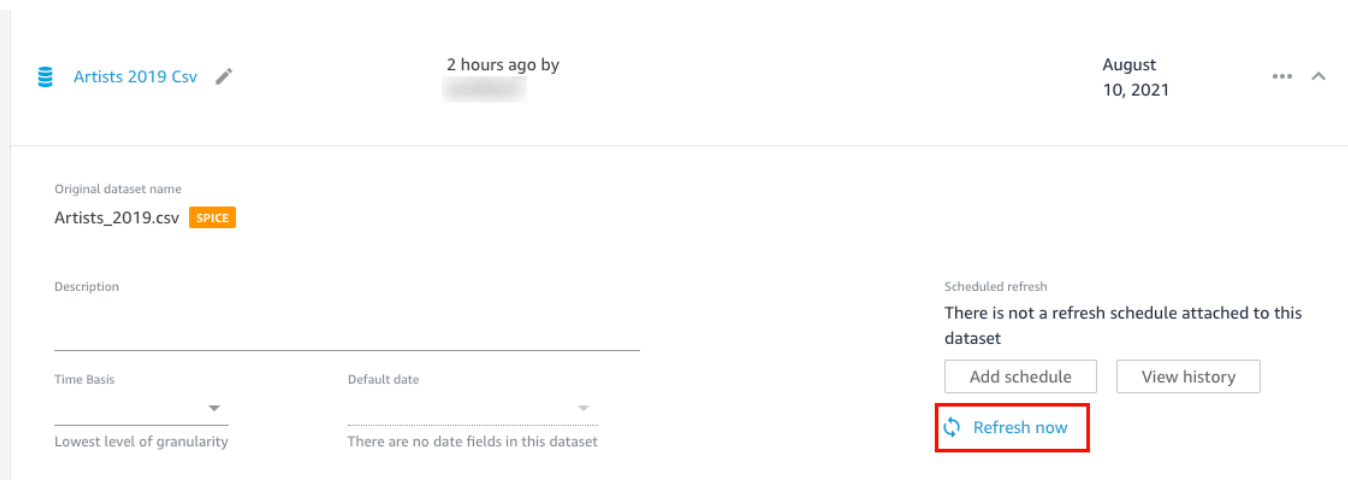 Artists 2019 Csv
2 hours ago by
August
10, 2021
Original dataset name
Artists_2019.csv SPICE
Description
Scheduled refresh
There is not a refresh schedule attached to this
dataset
Add schedule View history
Time Basis
Default date
Lowest level of granularity
There are no date fields in this dataset
Refresh now